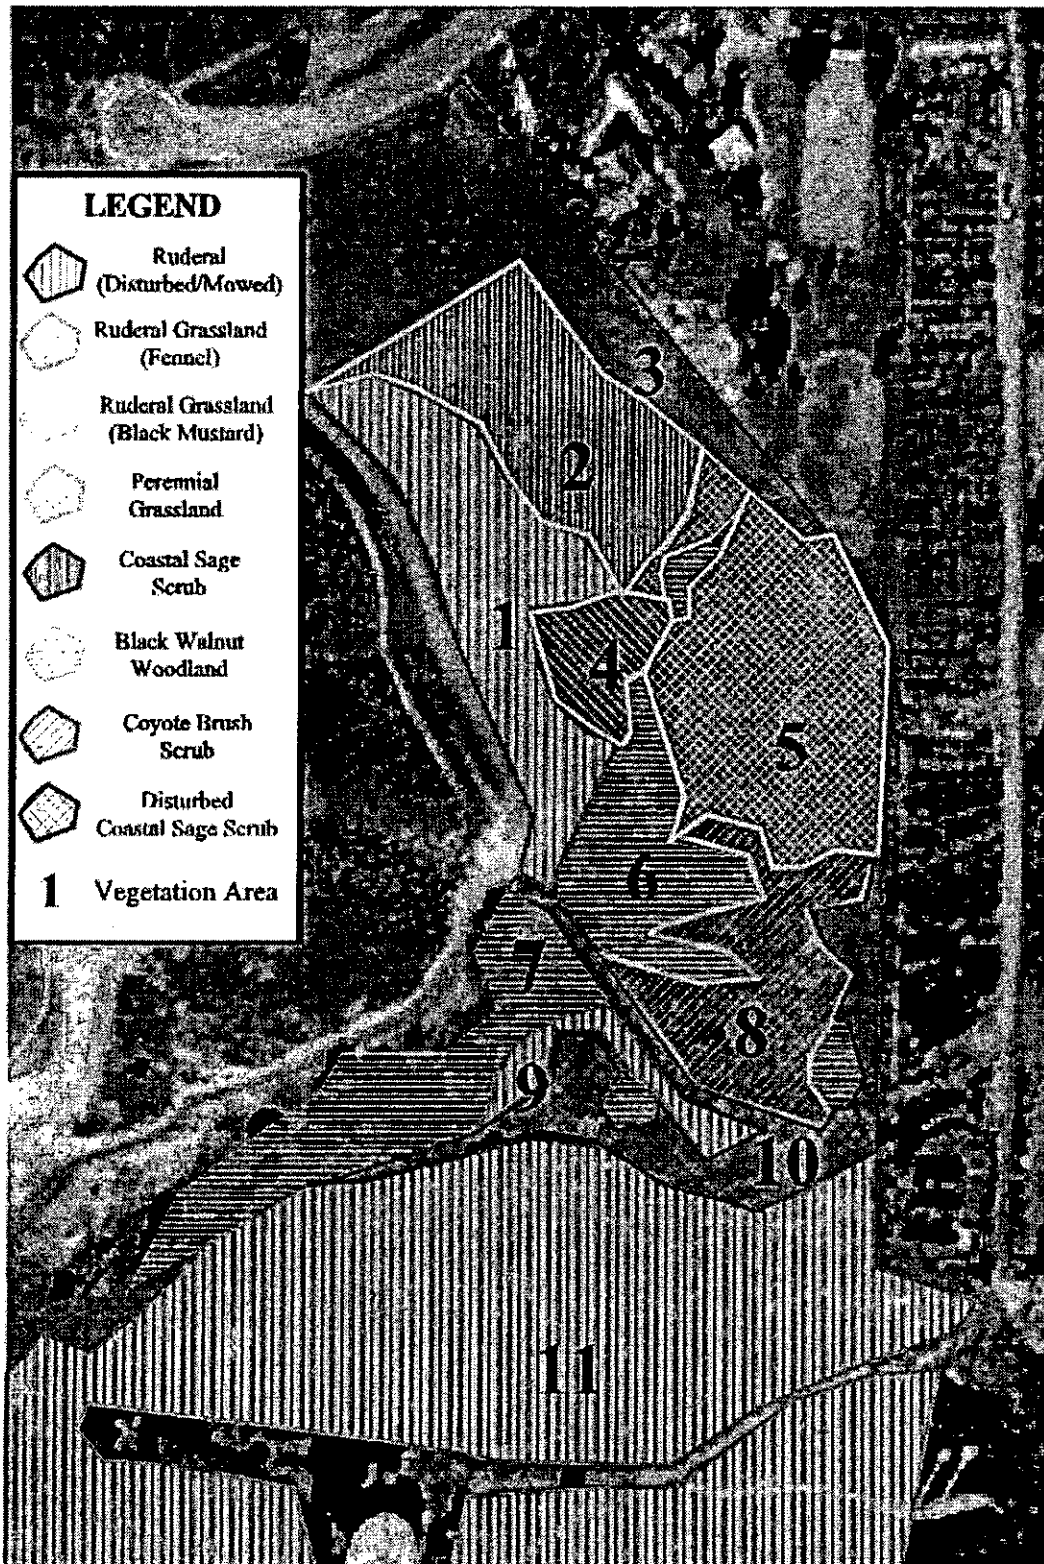 LEGEND
Ruderal
(Disturbed/Mowed)
Ruderal Grassland
(Fennel)
Ruderal Grassland
(Black Mustard)
Perennial
Grassland
Coastal Sage
Scrub
Black Walnut
Woodland
Coyote Brush
Scrub
Disturbed
Coastal Sage Scrub
1 Vegetation Area
3
2
1
4
5
6
7
8
9
10
11